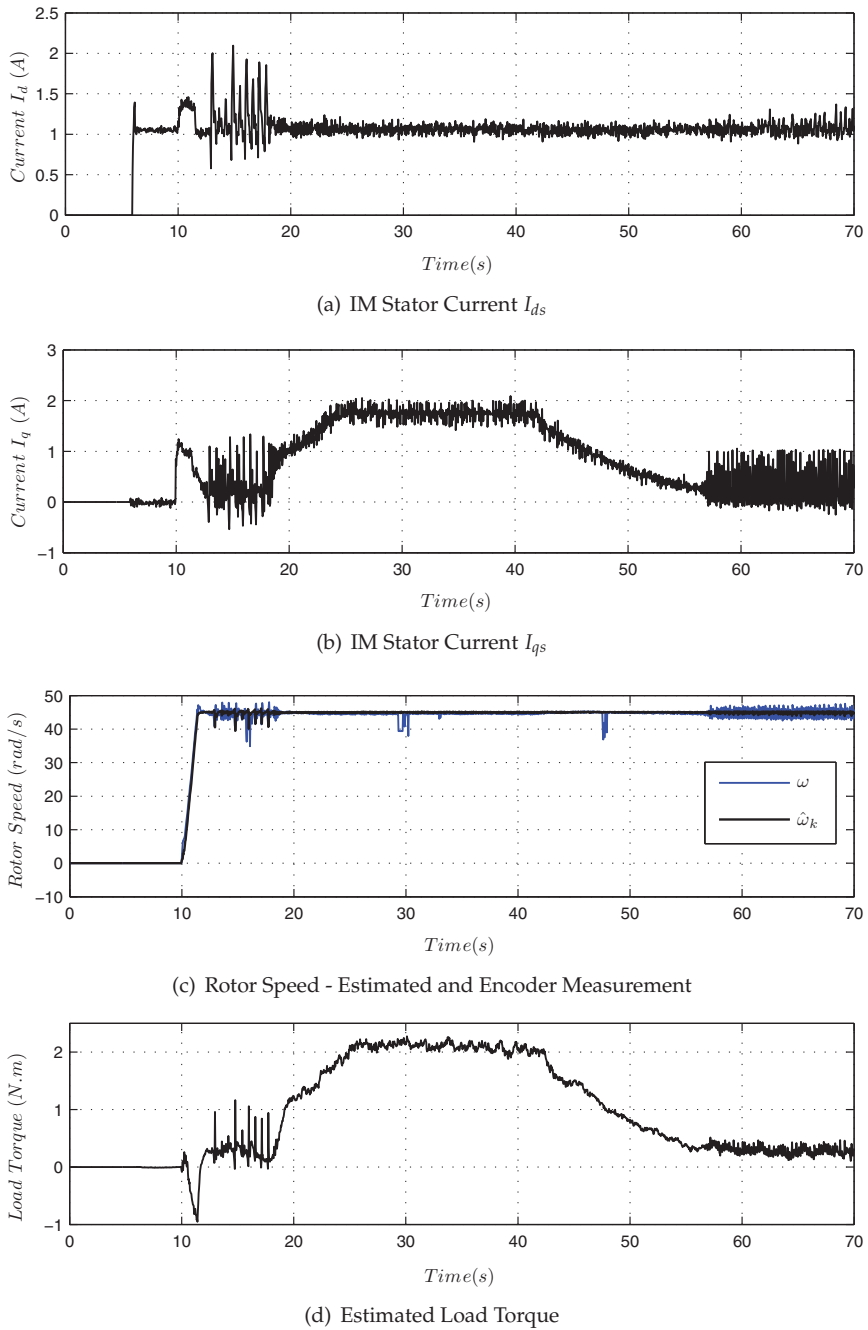 2.5
2
1.5
1
0.5
0
Current I_d (A)
0 10 20 30 40 50 60 70
Time(s)
(a) IM Stator Current I_ds
3
2
1
0
−1
Current I_q (A)
0 10 20 30 40 50 60 70
Time(s)
(b) IM Stator Current I_qs
50
40
30
20
10
0
−10
Rotor Speed (rad/s)
ω
ω̂_k
0 10 20 30 40 50 60 70
Time(s)
(c) Rotor Speed - Estimated and Encoder Measurement
2
1
0
−1
Load Torque (N.m)
0 10 20 30 40 50 60 70
Time(s)
(d) Estimated Load Torque